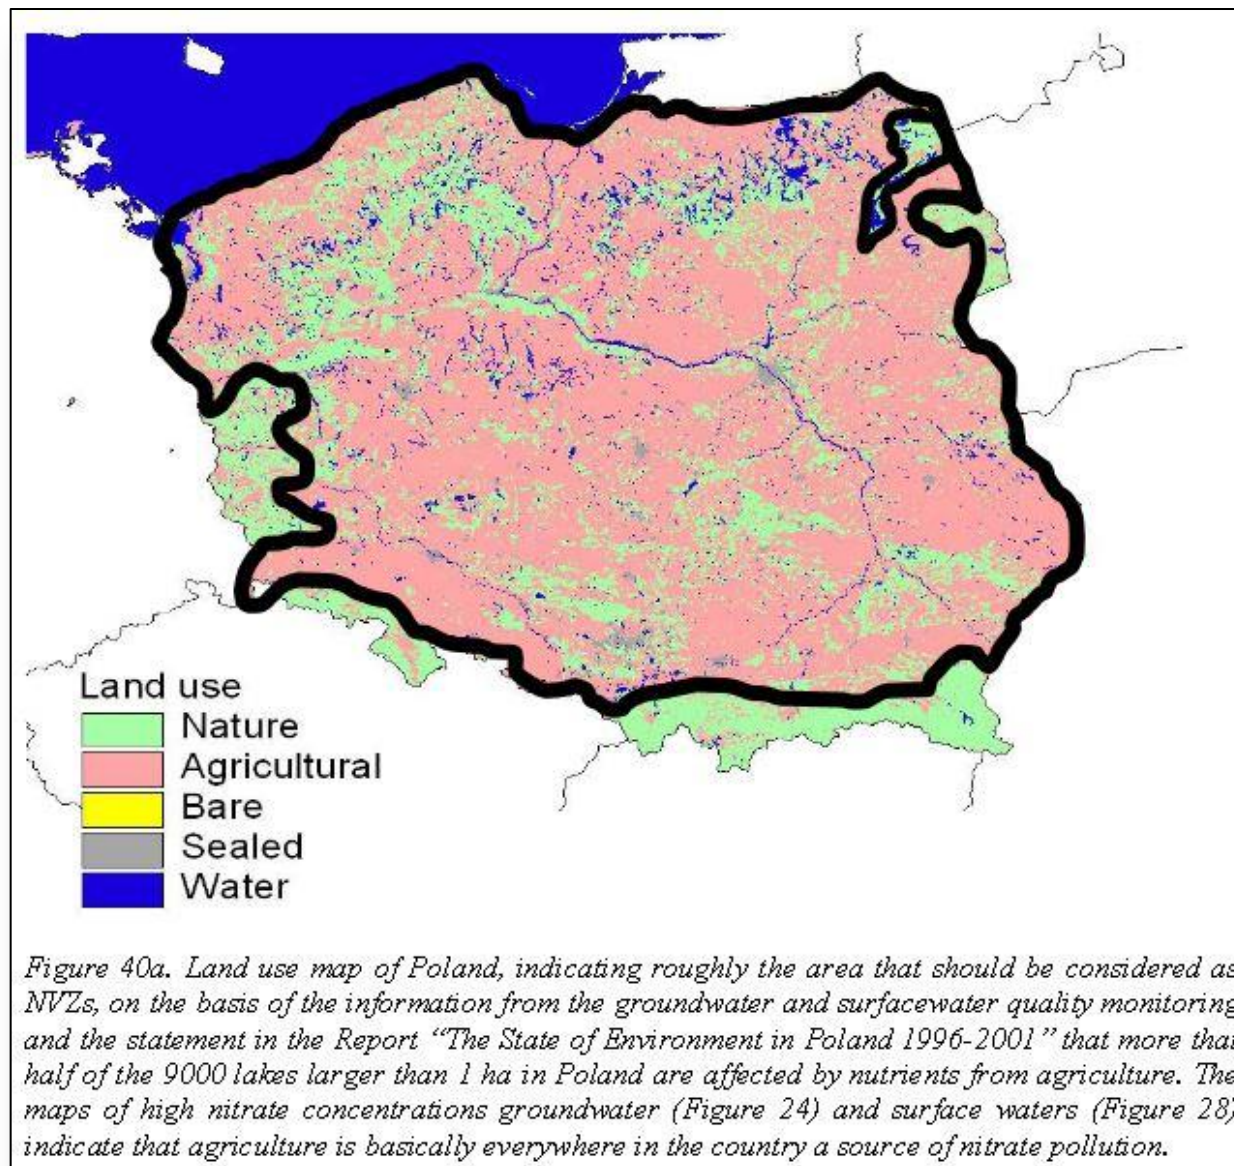 Land use
Nature
Agricultural
Bare
Sealed
Water
Figure 40a. Land use map of Poland, indicating roughly the area that should be considered as
NVZs, on the basis of the information from the groundwater and surfacewater quality monitoring
and the statement in the Report “The State of Environment in Poland 1996-2001” that more than
half of the 9000 lakes larger than 1 ha in Poland are affected by nutrients from agriculture. The
maps of high nitrate concentrations groundwater (Figure 24) and surface waters (Figure 28)
indicate that agriculture is basically everywhere in the country a source of nitrate pollution.